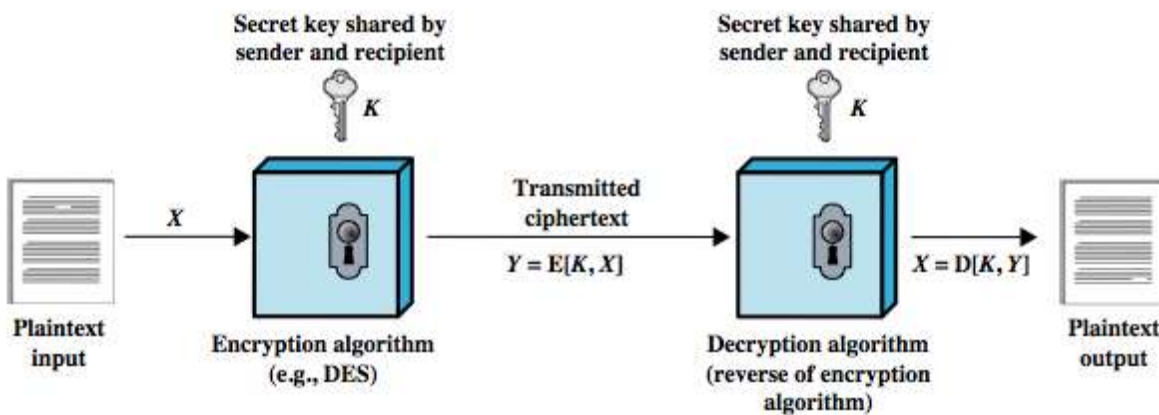 Secret key shared by
sender and recipient
K
Secret key shared by
sender and recipient
K
X
Transmitted
ciphertext
Y = E[K, X]
X = D[K, Y]
Plaintext
input
Encryption algorithm
(e.g., DES)
Decryption algorithm
(reverse of encryption
algorithm)
Plaintext
output